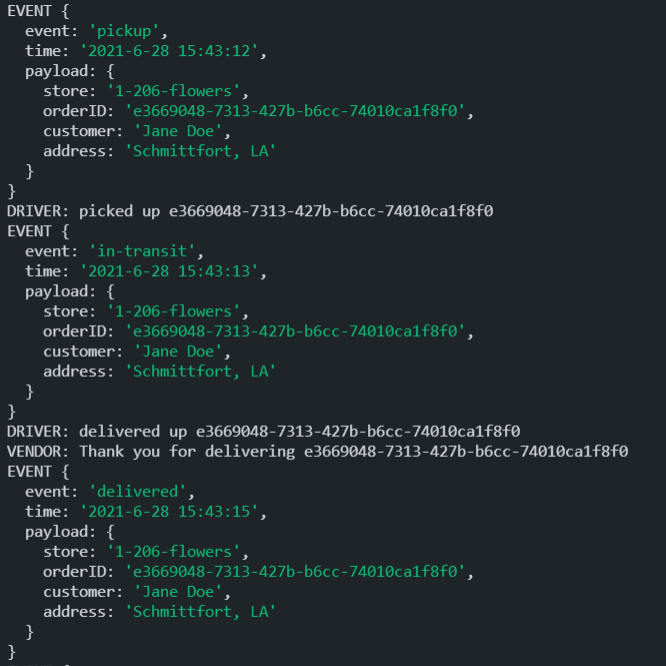 EVENT {
  event: 'pickup',
  time: '2021-6-28 15:43:12',
  payload: {
    store: '1-206-flowers',
    orderID: 'e3669048-7313-427b-b6cc-74010ca1f8f0',
    customer: 'Jane Doe',
    address: 'Schmittfort, LA'
  }
}
DRIVER: picked up e3669048-7313-427b-b6cc-74010ca1f8f0
EVENT {
  event: 'in-transit',
  time: '2021-6-28 15:43:13',
  payload: {
    store: '1-206-flowers',
    orderID: 'e3669048-7313-427b-b6cc-74010ca1f8f0',
    customer: 'Jane Doe',
    address: 'Schmittfort, LA'
  }
}
DRIVER: delivered up e3669048-7313-427b-b6cc-74010ca1f8f0
VENDOR: Thank you for delivering e3669048-7313-427b-b6cc-74010ca1f8f0
EVENT {
  event: 'delivered',
  time: '2021-6-28 15:43:15',
  payload: {
    store: '1-206-flowers',
    orderID: 'e3669048-7313-427b-b6cc-74010ca1f8f0',
    customer: 'Jane Doe',
    address: 'Schmittfort, LA'
  }
}